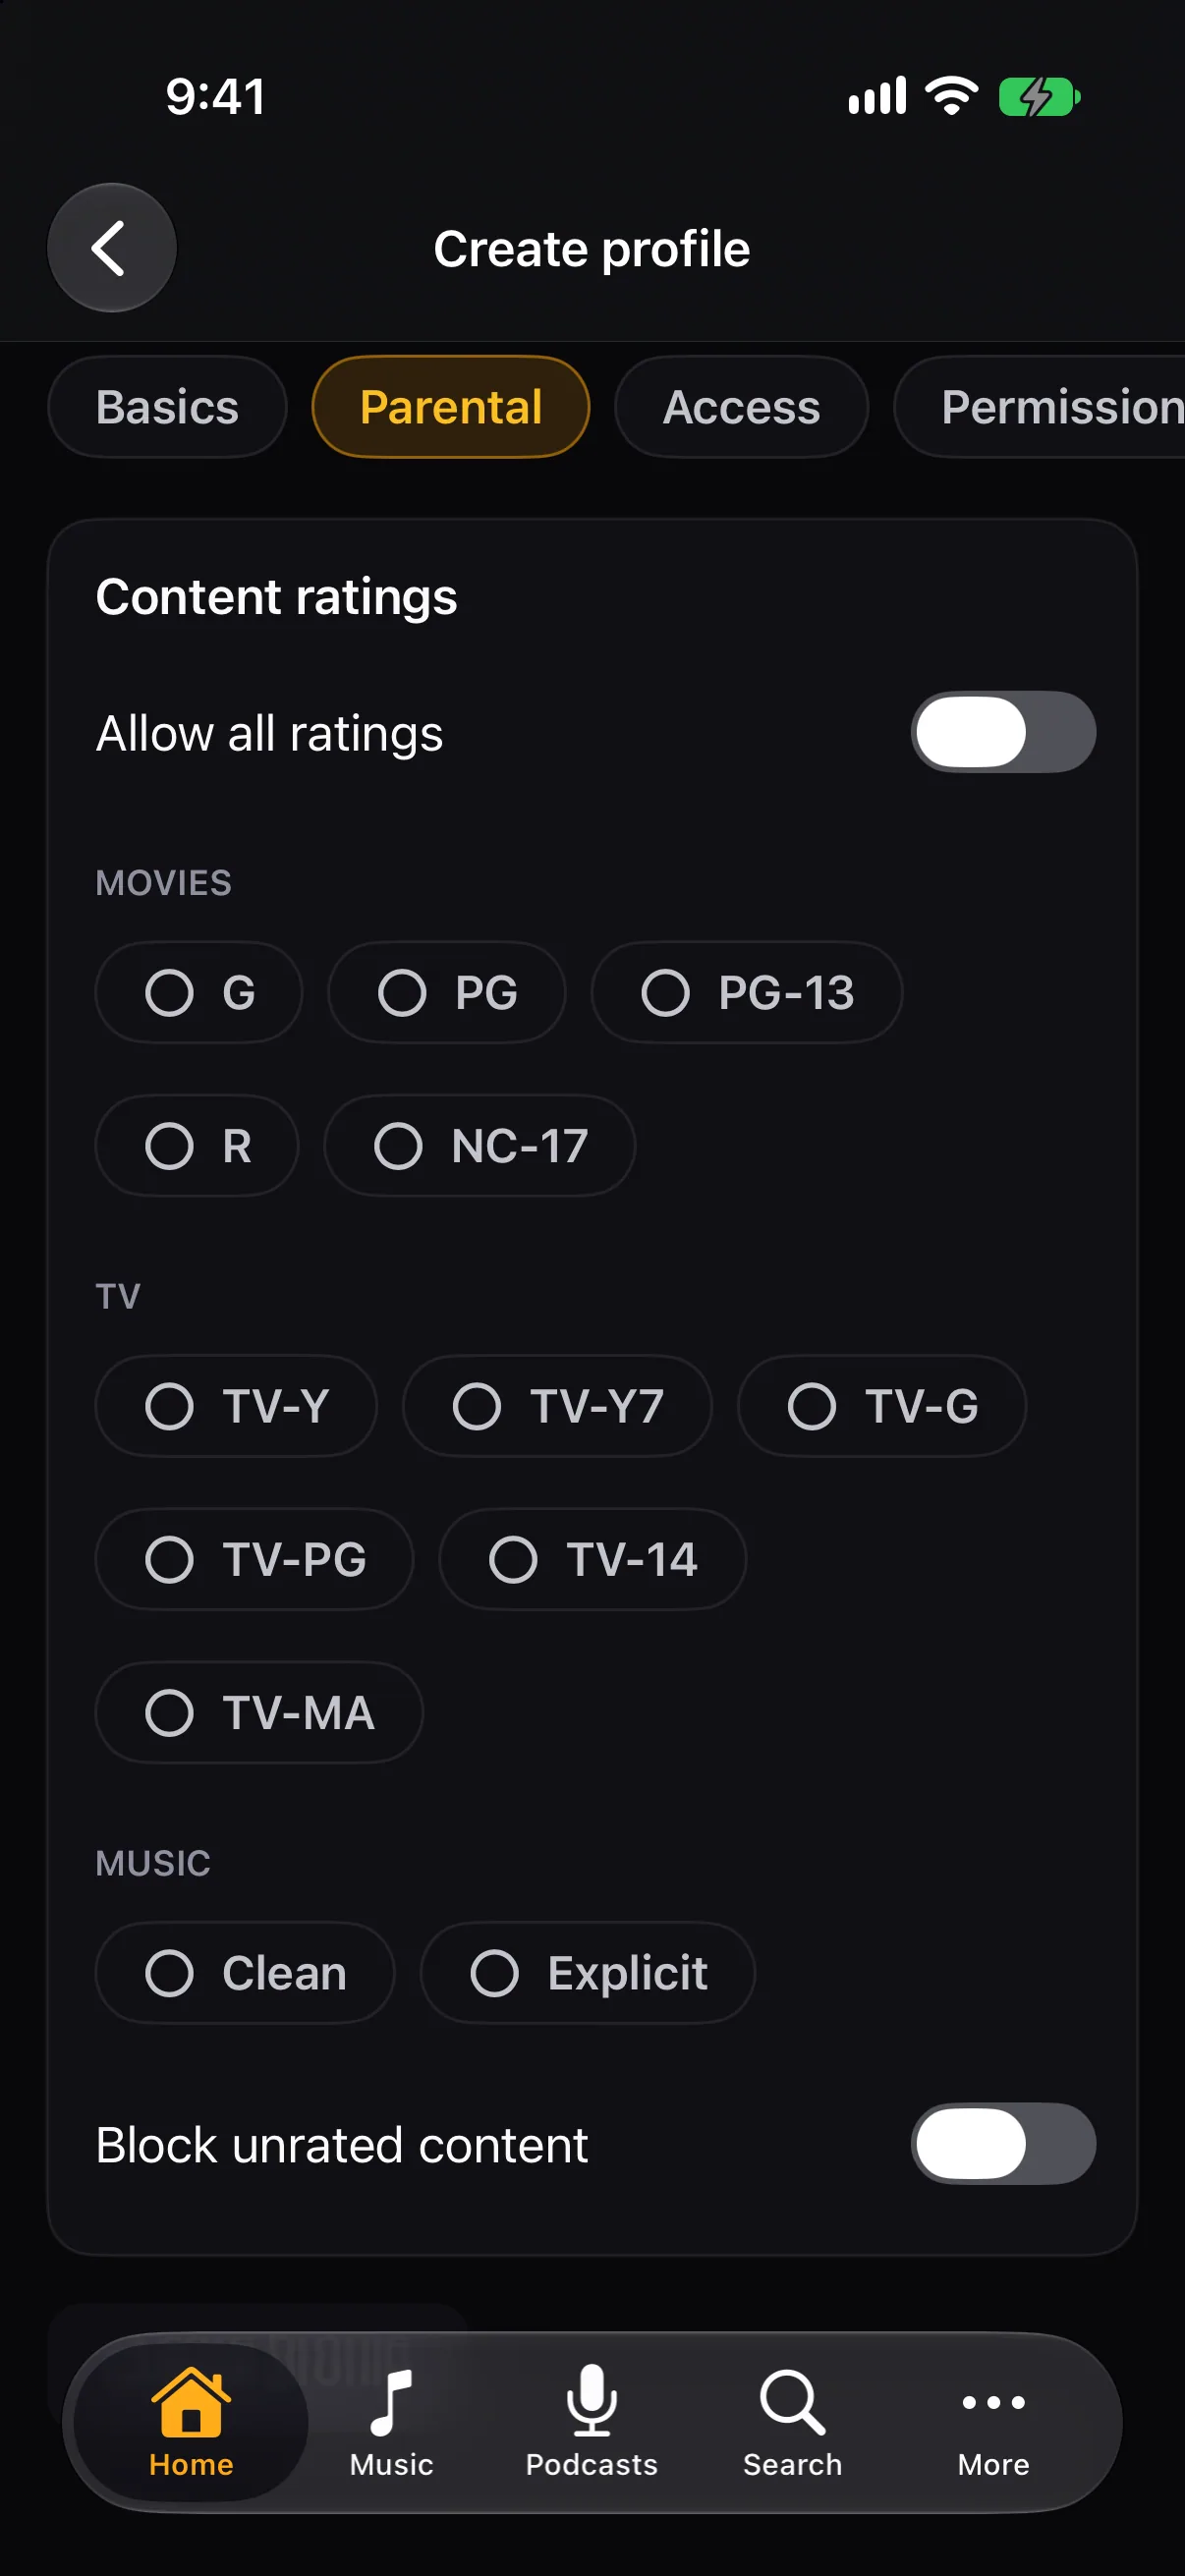 9:41
Create profile
Basics Parental Access Permission
Content ratings
Allow all ratings
MOVIES
G PG PG-13
R NC-17
TV
TV-Y TV-Y7 TV-G
TV-PG TV-14
TV-MA
MUSIC
Clean Explicit
Block unrated content
Home Music Podcasts Search More